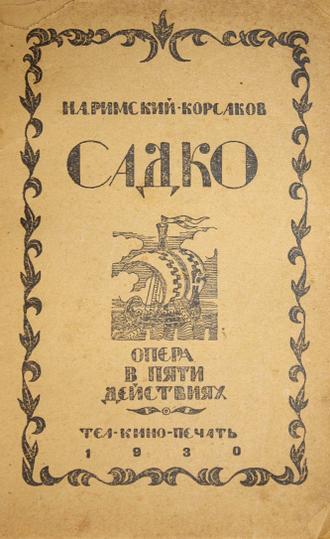 Н.А.РИМСКИЙ-КОРСАКОВ
САДКО
ОПЕРА
В ПЯТИ
ДЕЙСТВИЯХ
ТЕА-КИНО-ПЕЧАТЬ
1930